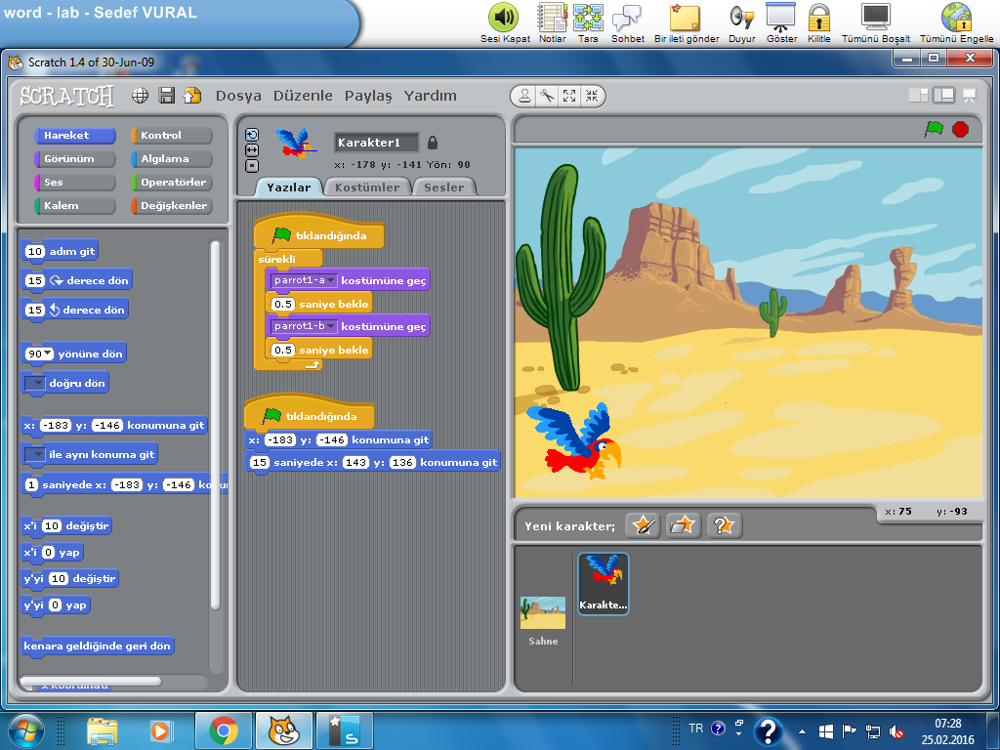 word - lab - Sedef VURAL
Sesi Kapat
Notlar
Tara
Sohbet
Bir ileti gönder
Duyur
Göster
Kilitle
Tümünü Boşalt
Tümünü Engelle
Scratch 1.4 of 30-Jun-09
SCRATCH
Dosya Düzenle Paylaş Yardım
Hareket
Kontrol
Görünüm
Algılama
Ses
Operatörler
Kalem
Değişkenler
10 adım git
15 derece dön
15 derece dön
90 yönüne dön
doğru dön
x: -183 y: -146 konumuna git
ile aynı konuma git
1 saniyede x: -183 y: -146 konu
x'i 10 değiştir
x'i 0 yap
y'yi 10 değiştir
y'yi 0 yap
kenara geldiğinde geri dön
x koordinad
Karakter1
x: -178 y: -141 Yön: 90
Yazılar
Kostümler
Sesler
tıklandığında
sürekli
parrot1-a kostümüne geç
0.5 saniye bekle
parrot1-b kostümüne geç
0.5 saniye bekle
tıklandığında
x: -183 y: -146 konumuna git
15 saniyede x: 143 y: 136 konumuna git
x: 75 y: -93
Yeni karakter;
Sahne
Karakte...
TR
07:28
25.02.2016